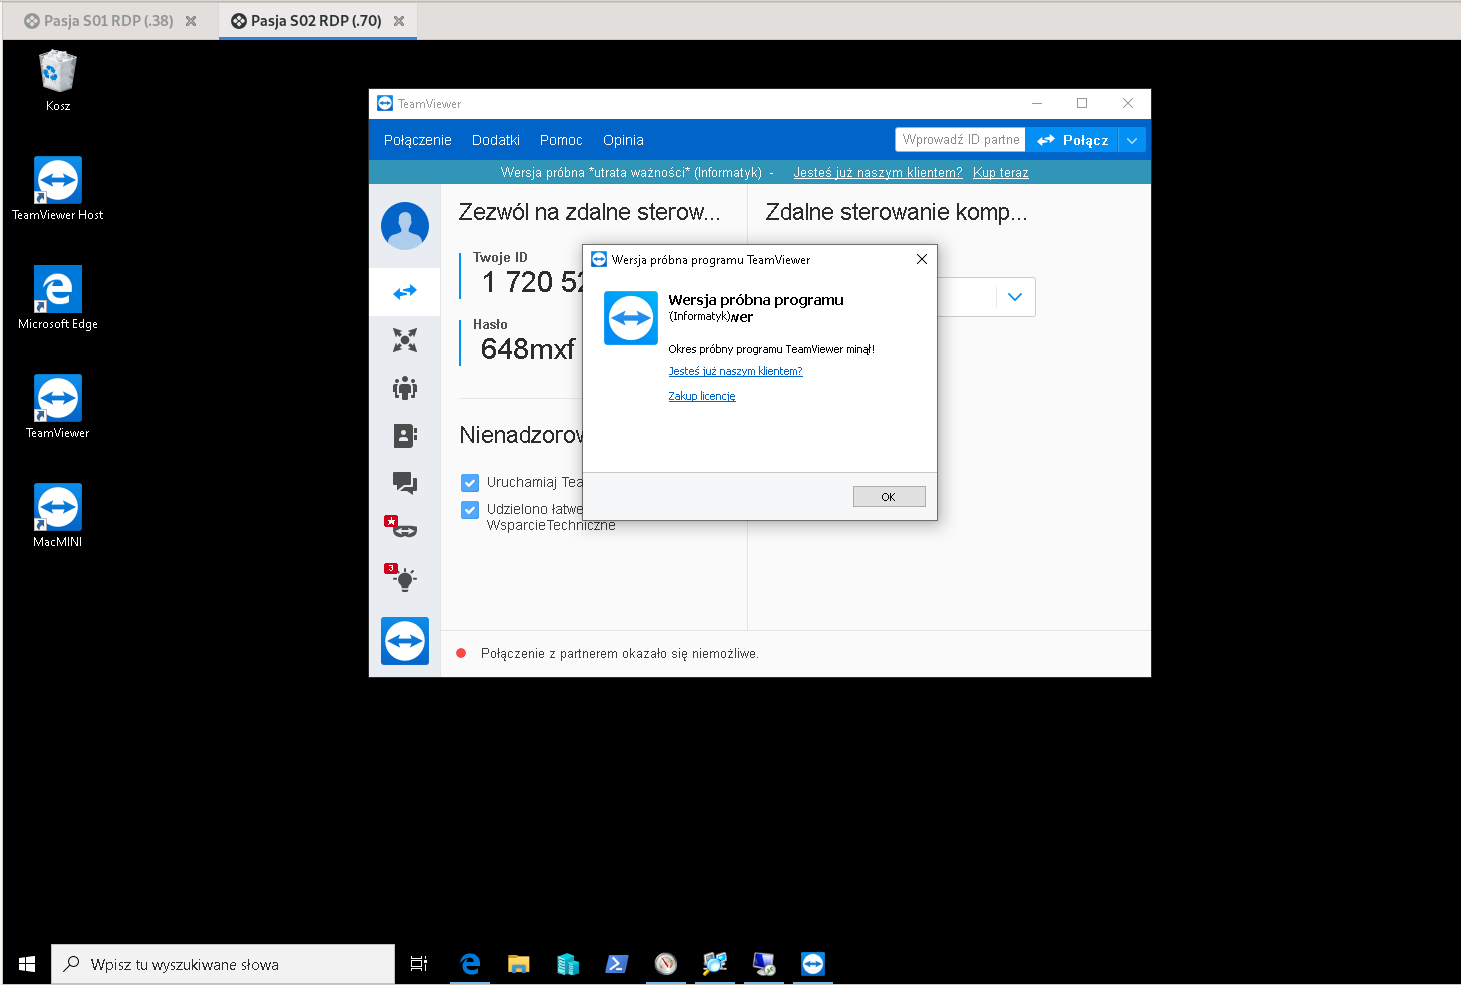 Pasja S01 RDP (.38)
Pasja S02 RDP (.70)
Kosz
TeamViewer Host
Microsoft Edge
TeamViewer
MacMINI
TeamViewer
Połączenie Dodatki Pomoc Opinia
Wprowadź ID partne
Połącz
Wersja próbna *utrata ważności* (Informatyk) - Jesteś już naszym klientem? Kup teraz
Zezwól na zdalne sterow...
Zdalne sterowanie komp...
Twoje ID
1 720 52
Hasło
648mxf
Nienadzorow
Uruchamiaj Tea
Udzielono łatwe
WsparcieTechniczne
3
Połączenie z partnerem okazało się niemożliwe.
Wersja próbna programu TeamViewer
Wersja próbna programu
(Informatyk)wer
Okres próbny programu TeamViewer minął!
Jesteś już naszym klientem?
Zakup licencję
OK
Wpisz tu wyszukiwane słowa